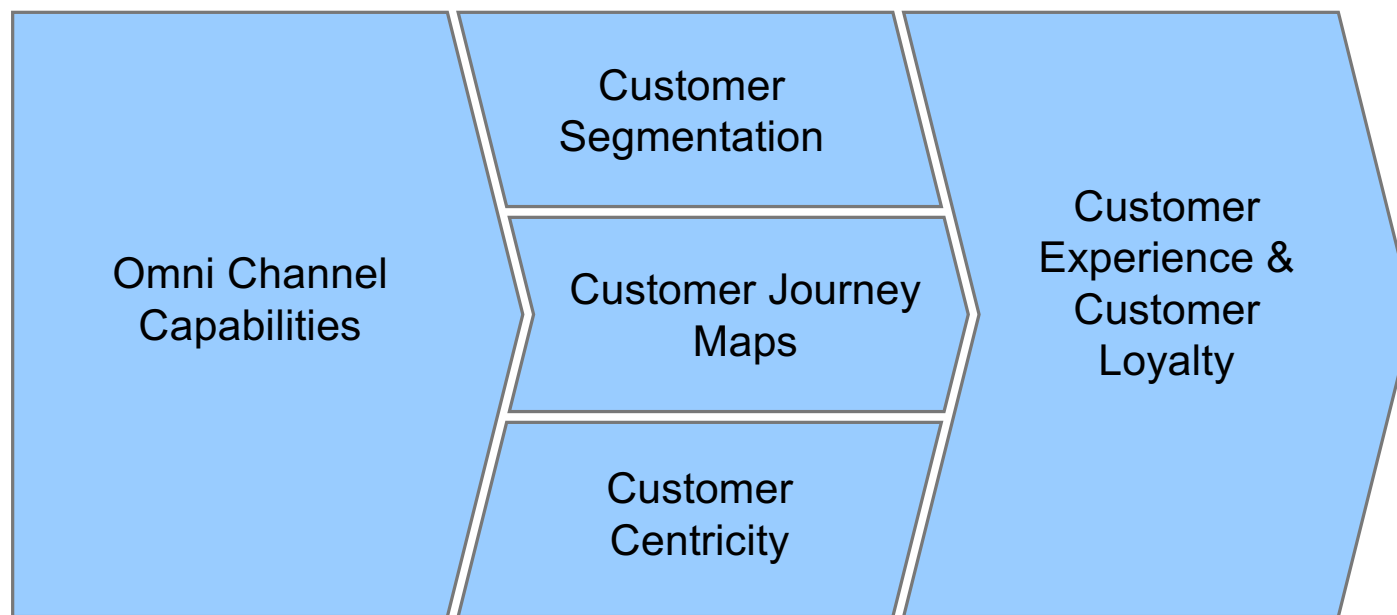 Omni Channel
Capabilities
Customer
Segmentation
Customer Journey
Maps
Customer
Centricity
Customer
Experience &
Customer
Loyalty